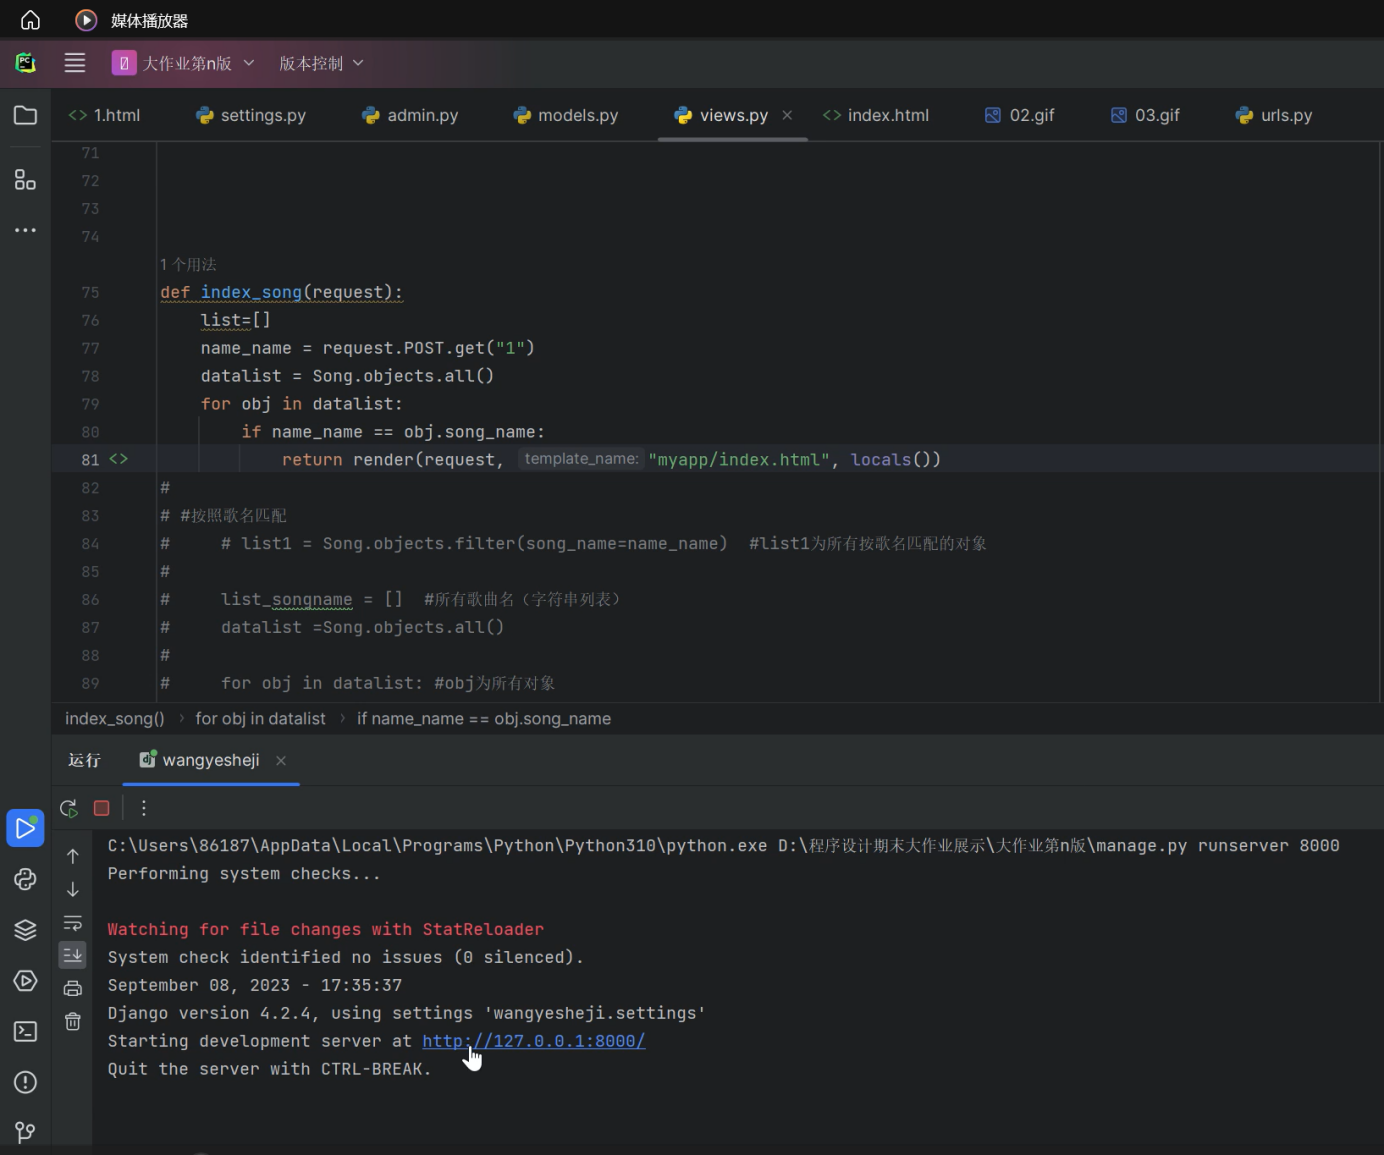 媒体播放器
大作业第n版 版本控制
1.html settings.py admin.py models.py views.py index.html 02.gif 03.gif urls.py
71
72
73
74
1个用法
75 def index_song(request):
76 list=[]
77 name_name = request.POST.get("1")
78 datalist = Song.objects.all()
79 for obj in datalist:
80 if name_name == obj.song_name:
81 return render(request, template_name: "myapp/index.html", locals())
82 #
83 # #按照歌名匹配
84 # # list1 = Song.objects.filter(song_name=name_name) #list1为所有按歌名匹配的对象
85 #
86 # list_songname = [] #所有歌曲名（字符串列表）
87 # datalist =Song.objects.all()
88 #
89 # for obj in datalist: #obj为所有对象
index_song() › for obj in datalist › if name_name == obj.song_name
运行 wangyesheji
C:\Users\86187\AppData\Local\Programs\Python\Python310\python.exe D:\程序设计期末大作业展示\大作业第n版\manage.py runserver 8000
Performing system checks...
Watching for file changes with StatReloader
System check identified no issues (0 silenced).
September 08, 2023 - 17:35:37
Django version 4.2.4, using settings 'wangyesheji.settings'
Starting development server at http://127.0.0.1:8000/
Quit the server with CTRL-BREAK.